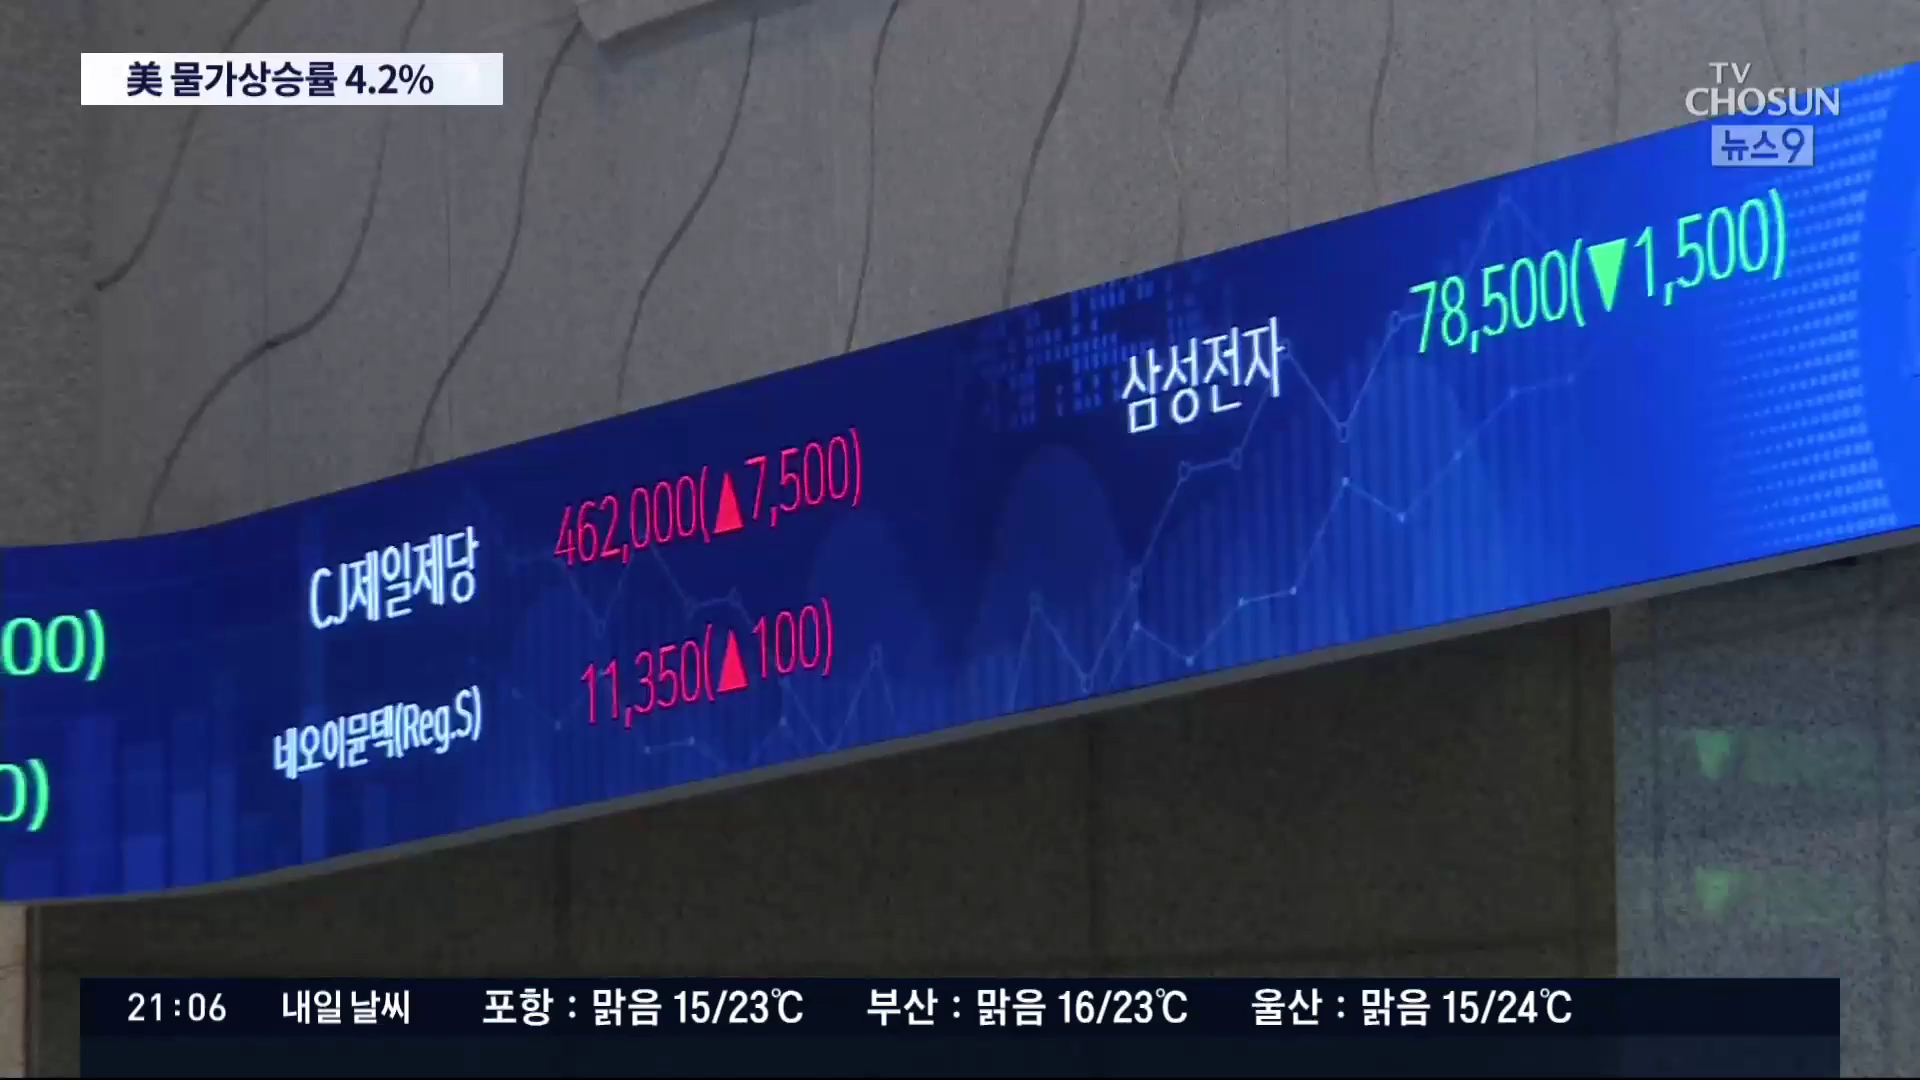 美 물가상승률 4.2%
TV
CHOSUN
뉴스9
삼성전자 78,500(▼1,500)
CJ제일제당 462,000(▲7,500)
네오이뮨텍(Reg.S) 11,350(▲100)
00)
0)
21:06 내일 날씨 포항 : 맑음 15/23℃ 부산 : 맑음 16/23℃ 울산 : 맑음 15/24℃